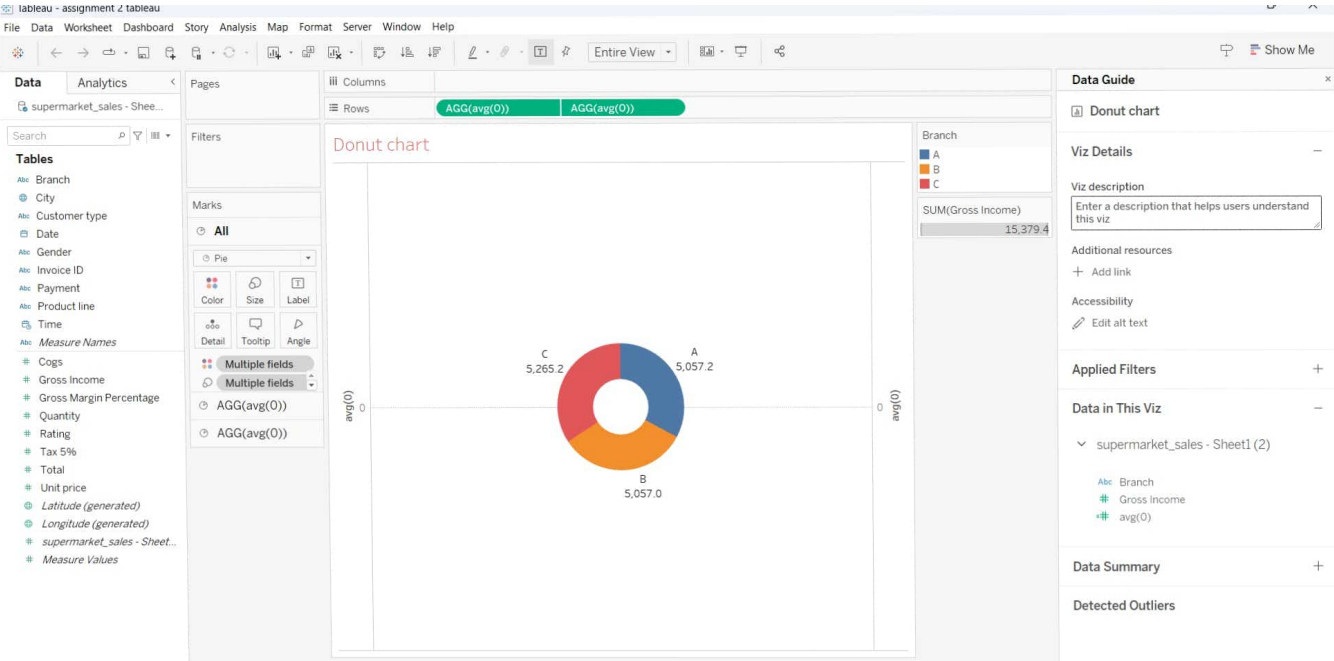 Tableau - assignment 2 tableau
File Data Worksheet Dashboard Story Analysis Map Format Server Window Help
Entire View
Show Me
Data Analytics
supermarket_sales - Shee...
Search
Tables
Abc Branch
City
Abc Customer type
Date
Abc Gender
Abc Invoice ID
Abc Payment
Abc Product line
Time
Abc Measure Names
# Cogs
# Gross Income
# Gross Margin Percentage
# Quantity
# Rating
# Tax 5%
# Total
# Unit price
Latitude (generated)
Longitude (generated)
# supermarket_sales - Sheet...
# Measure Values
Pages
Filters
Marks
All
Pie
Color Size Label
Detail Tooltip Angle
Multiple fields
Multiple fields
AGG(avg(0))
AGG(avg(0))
Columns
Rows
AGG(avg(0)) AGG(avg(0))
Donut chart
avg(0)
0
C
5,265.2
A
5,057.2
B
5,057.0
0
avg(0)
Branch
A
B
C
SUM(Gross Income)
15,379.4
Data Guide
Donut chart
Viz Details
Viz description
Enter a description that helps users understand
this viz
Additional resources
+ Add link
Accessibility
Edit alt text
Applied Filters
Data in This Viz
supermarket_sales - Sheet1 (2)
Abc Branch
# Gross Income
=# avg(0)
Data Summary
Detected Outliers